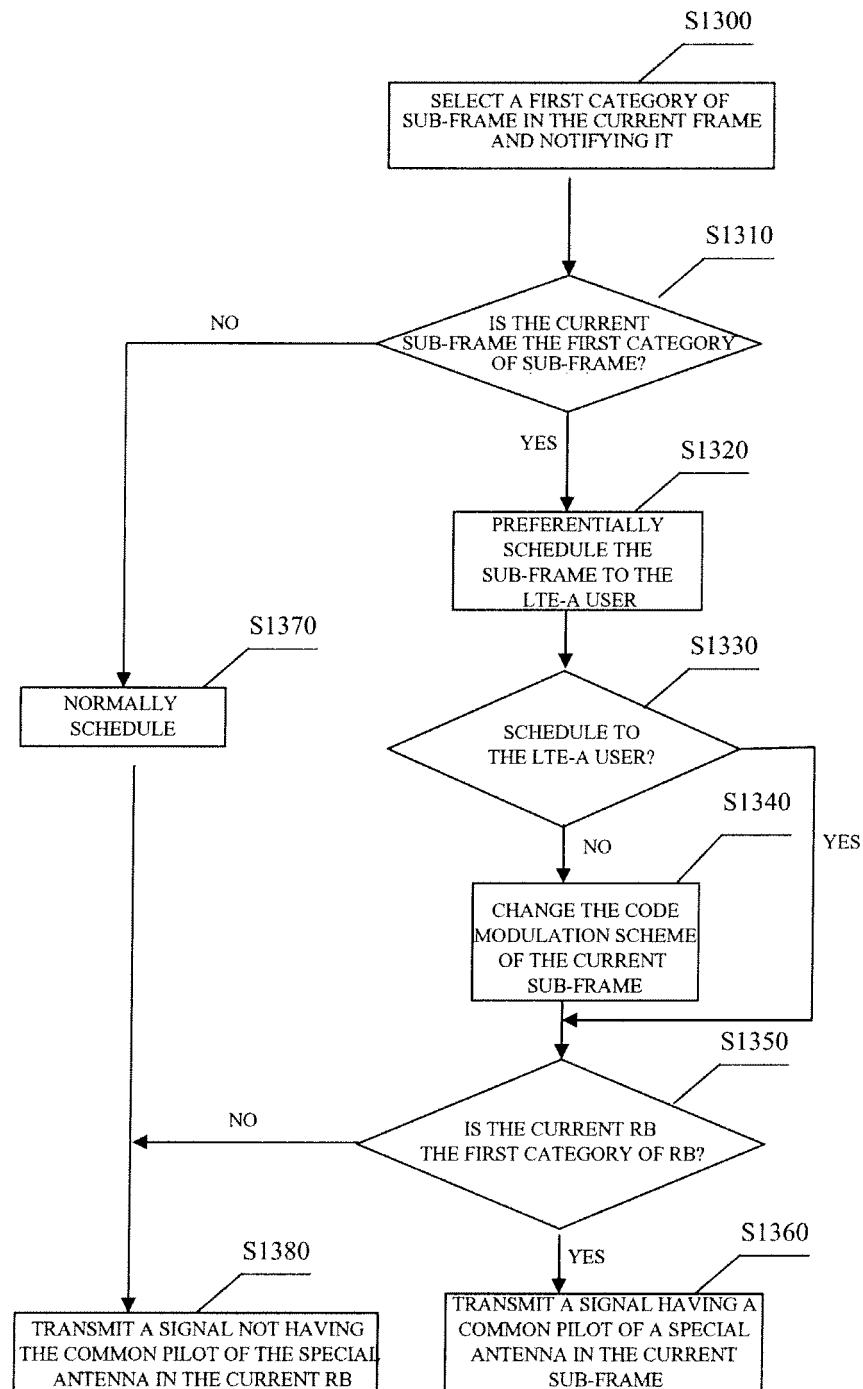 S1300
SELECT A FIRST CATEGORY OF
SUB-FRAME IN THE CURRENT FRAME
AND NOTIFYING IT
S1310
NO
IS THE CURRENT
SUB-FRAME THE FIRST CATEGORY
OF SUB-FRAME?
YES
S1320
PREFERENTIALLY
SCHEDULE THE
SUB-FRAME TO THE
LTE-A USER
S1370
NORMALLY
SCHEDULE
S1330
SCHEDULE TO
THE LTE-A USER?
S1340
NO
YES
CHANGE THE CODE
MODULATION SCHEME
OF THE CURRENT
SUB-FRAME
S1350
NO
IS THE CURRENT RB
THE FIRST CATEGORY OF RB?
S1380
YES
S1360
TRANSMIT A SIGNAL NOT HAVING
THE COMMON PILOT OF THE SPECIAL
ANTENNA IN THE CURRENT RB
TRANSMIT A SIGNAL HAVING A
COMMON PILOT OF A SPECIAL
ANTENNA IN THE CURRENT
SUB-FRAME